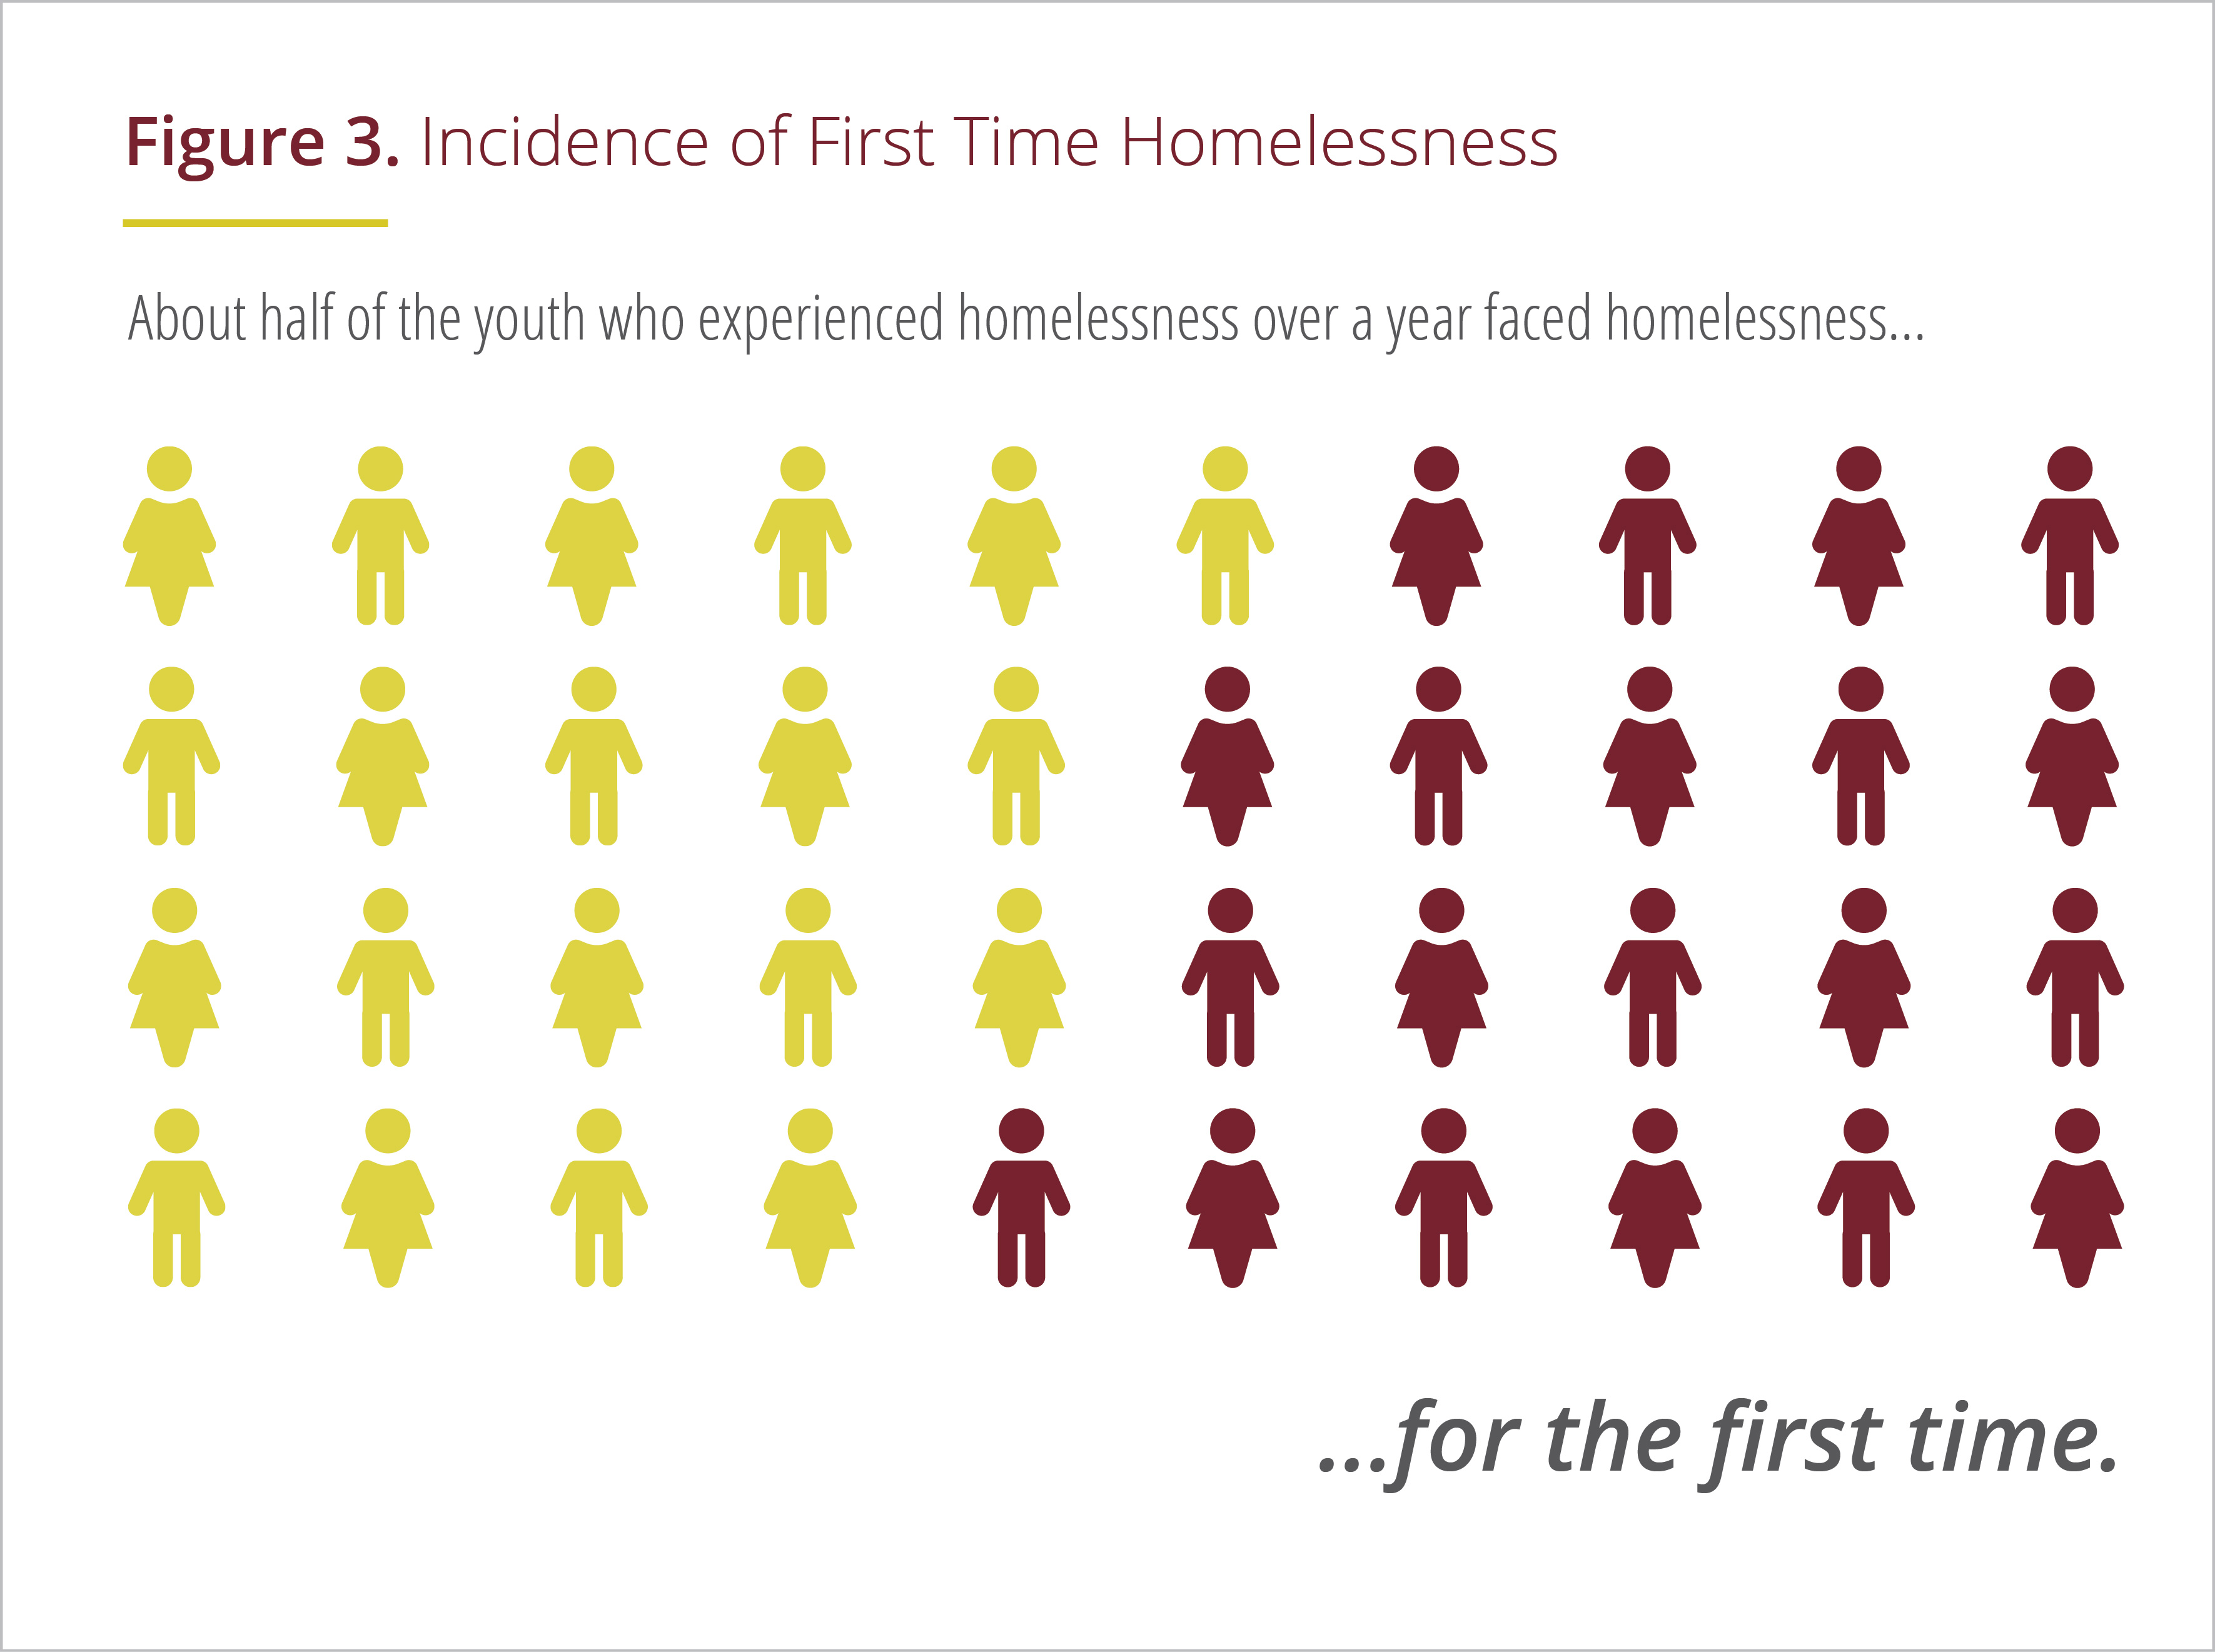 Figure 3. Incidence of First Time Homelessness
About half of the youth who experienced homelessness over a year faced homelessness...
...for the first time.